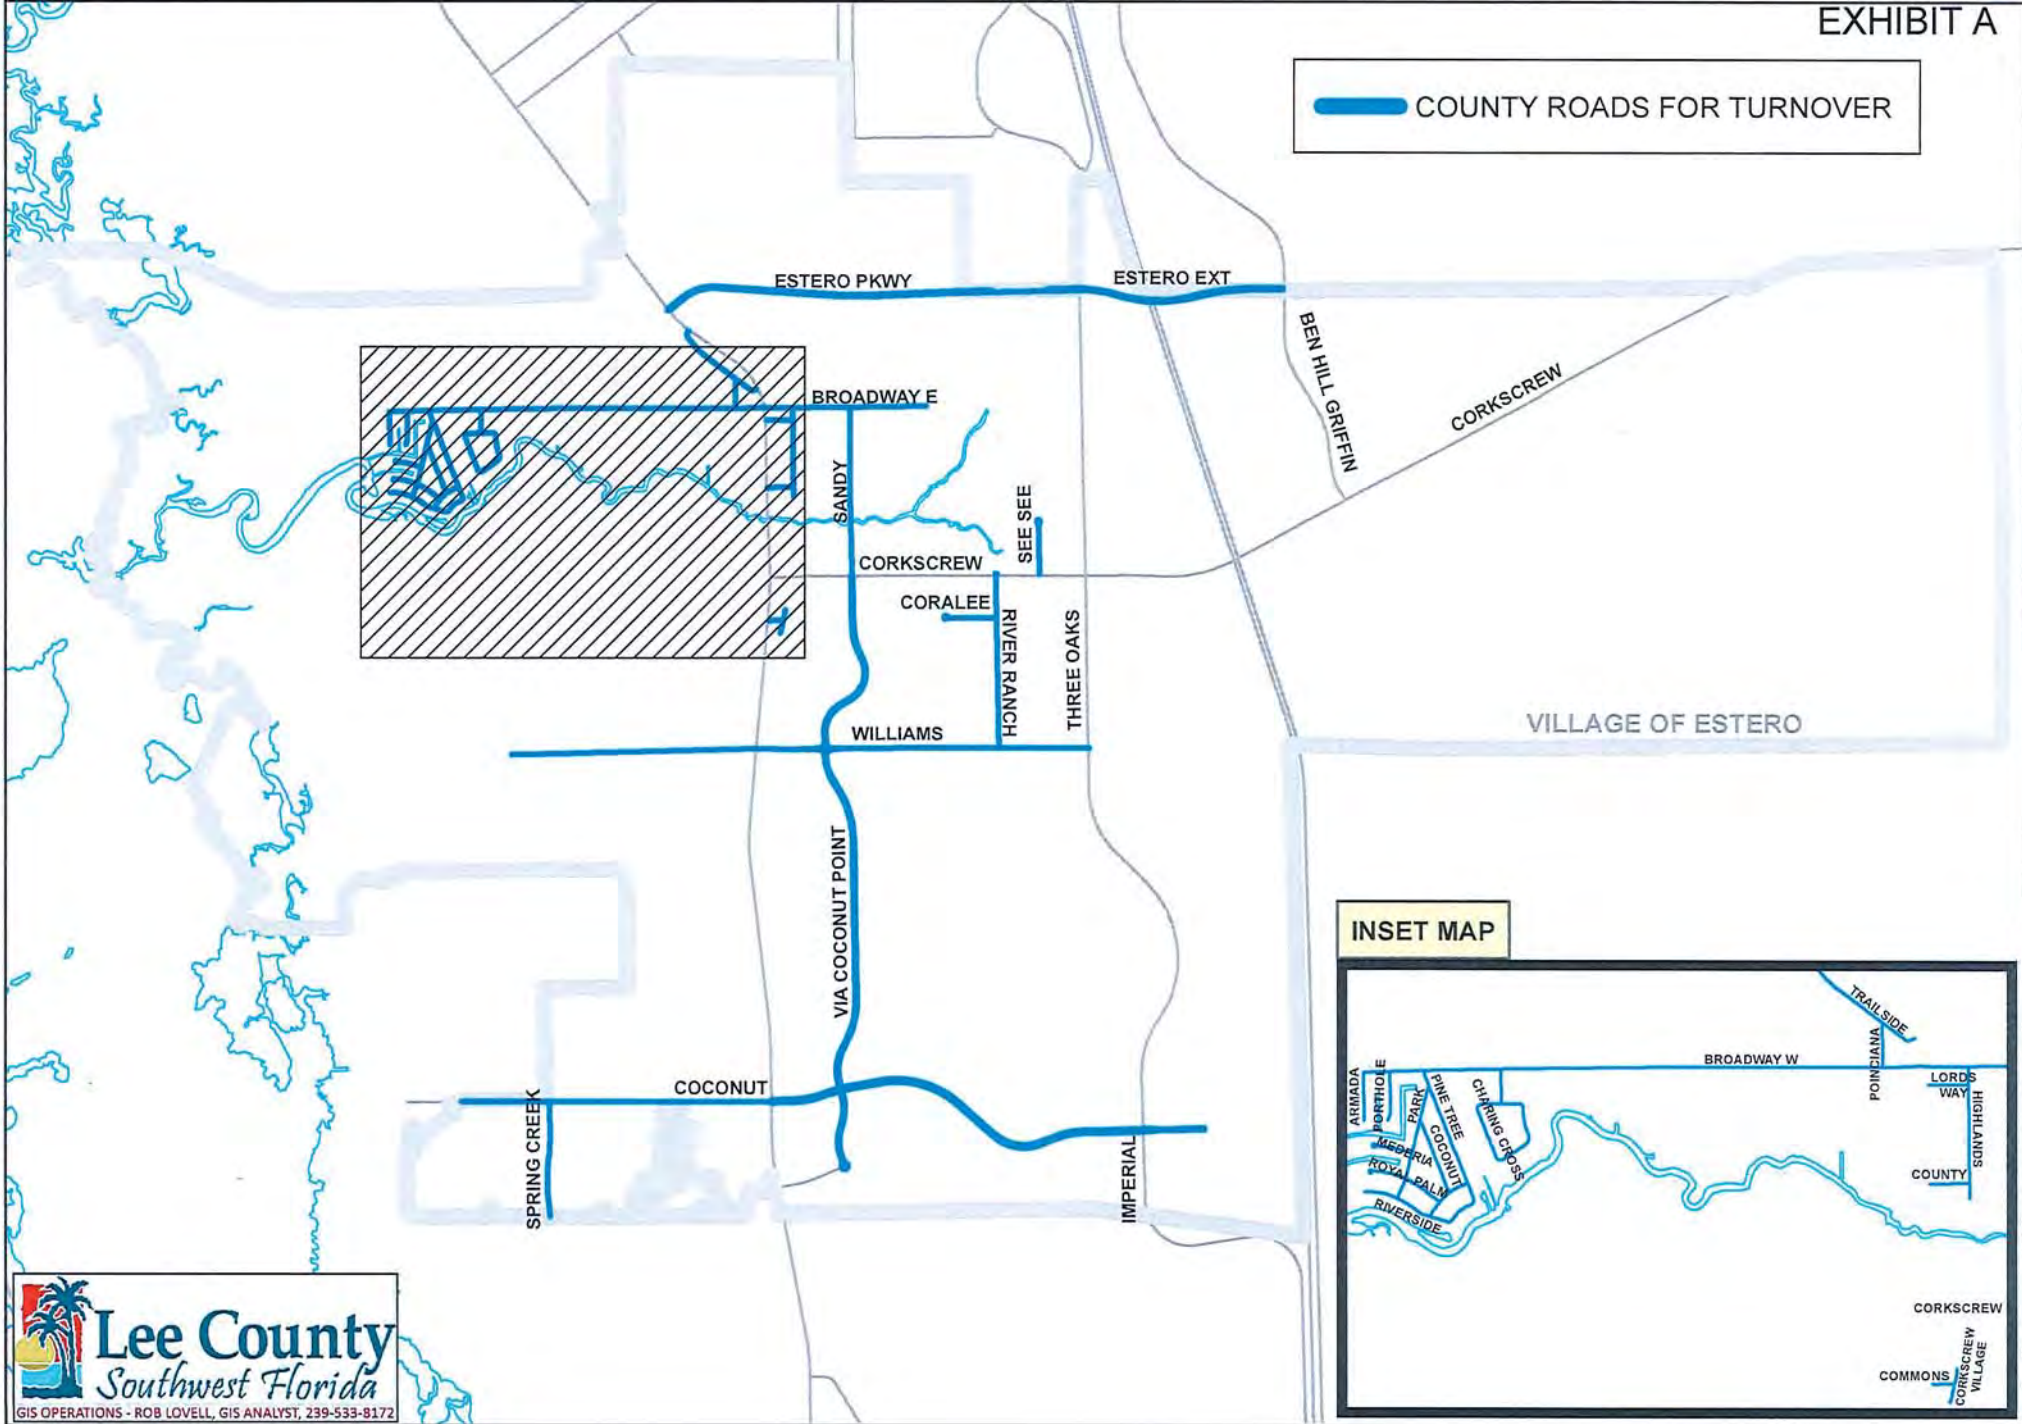 EXHIBIT A
COUNTY ROADS FOR TURNOVER
ESTERO PKWY
ESTERO EXT
BEN HILL GRIFFIN
CORKSCREW
BROADWAY E
SANDY
SEE SEE
CORKSCREW
CORALEE
RIVER RANCH
THREE OAKS
WILLIAMS
VILLAGE OF ESTERO
VIA COCONUT POINT
COCONUT
SPRING CREEK
IMPERIAL
INSET MAP
TRAILSIDE
POINCIANA
BROADWAY W
ARMADA
PORTHOLE
PARK
PINE TREE
COCONUT
CHARING CROSS
MEDERIA
ROYAL PALM
RIVERSIDE
LORDS
WAY
HIGHLANDS
COUNTY
CORKSCREW
COMMONS
CORKSCREW
VILLAGE
Lee County
Southwest Florida
GIS OPERATIONS - ROB LOVELL, GIS ANALYST, 239-533-8172